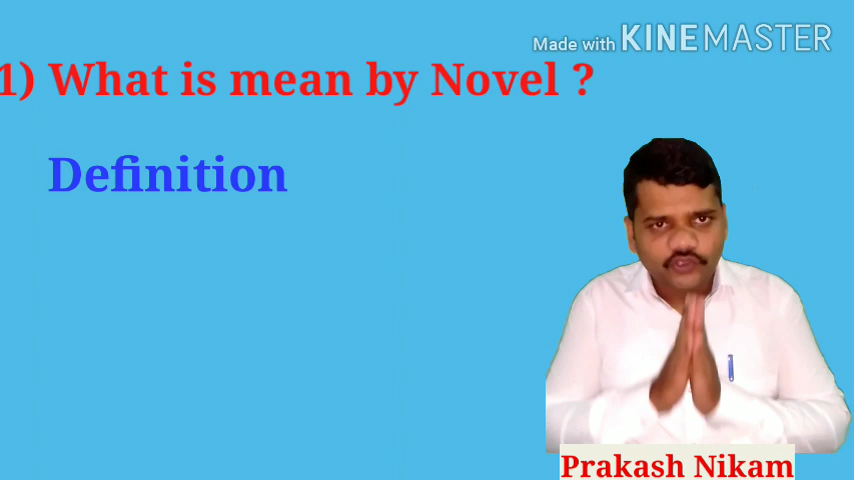 Made with KINEMASTER
1) What is mean by Novel ?
Definition
Prakash Nikam